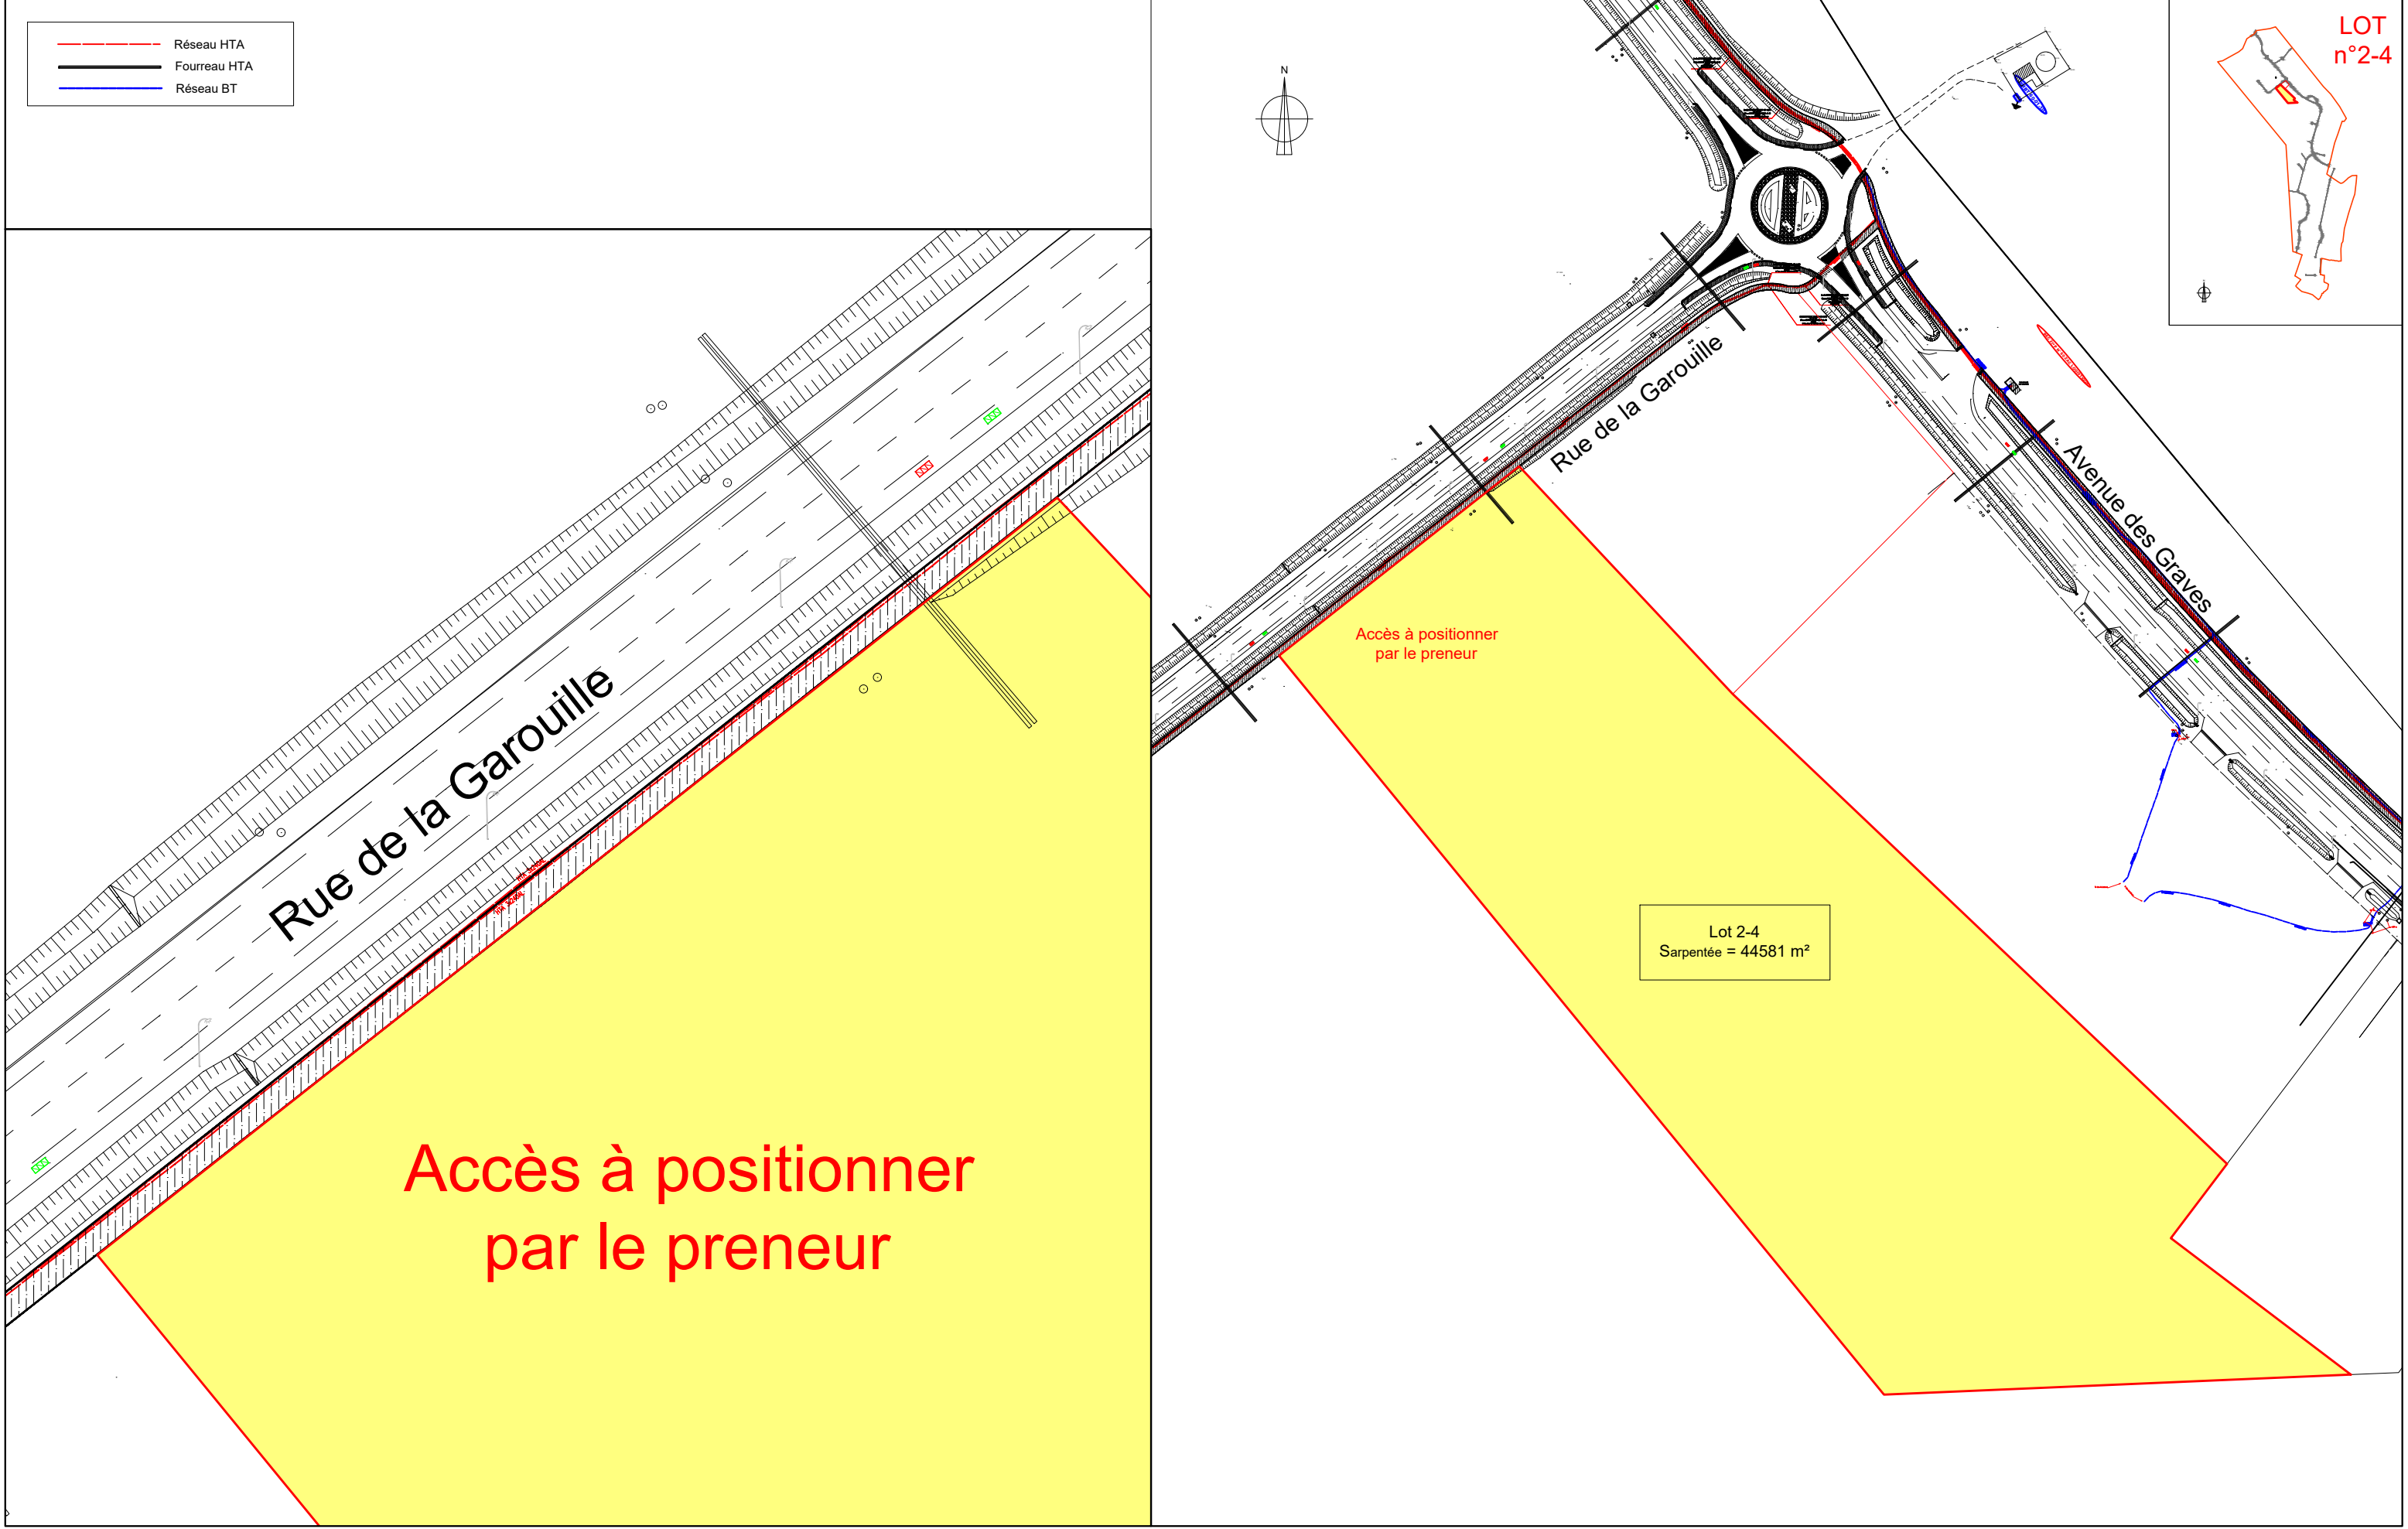 Réseau HTA
Fourreau HTA
Réseau BT
Rue de la Garouille
Accès à positionner
par le preneur
N
Rue de la Garouille
Avenue des Graves
Accès à positionner
par le preneur
Lot 2-4
Sarpentée = 44581 m²
LOT
n°2-4